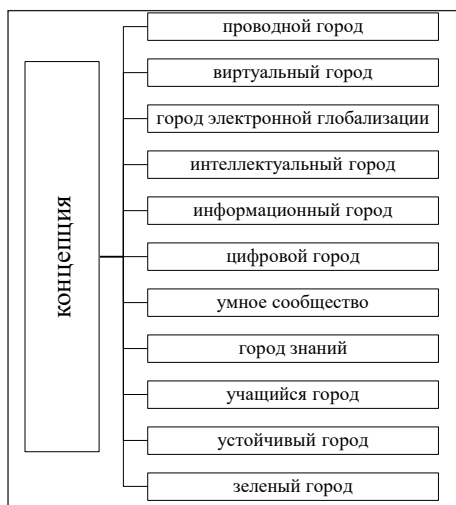 концепция
проводной город
виртуальный город
город электронной глобализации
интеллектуальный город
информационный город
цифровой город
умное сообщество
город знаний
учащийся город
устойчивый город
зеленый город